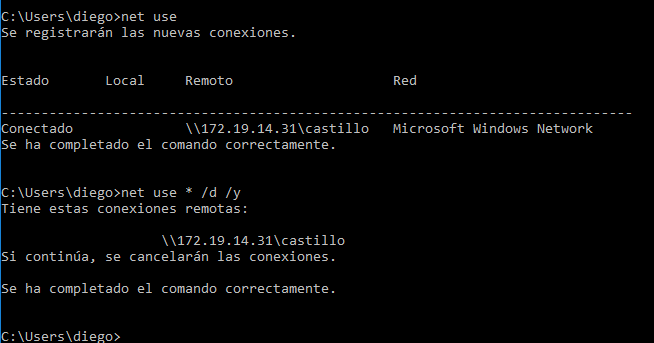 C:\Users\diego>net use
Se registrarán las nuevas conexiones.
Estado       Local     Remoto                    Red
-------------------------------------------------------------------------------
Conectado              \\172.19.14.31\castillo   Microsoft Windows Network
Se ha completado el comando correctamente.
C:\Users\diego>net use * /d /y
Tiene estas conexiones remotas:
                    \\172.19.14.31\castillo
Si continúa, se cancelarán las conexiones.
Se ha completado el comando correctamente.
C:\Users\diego>